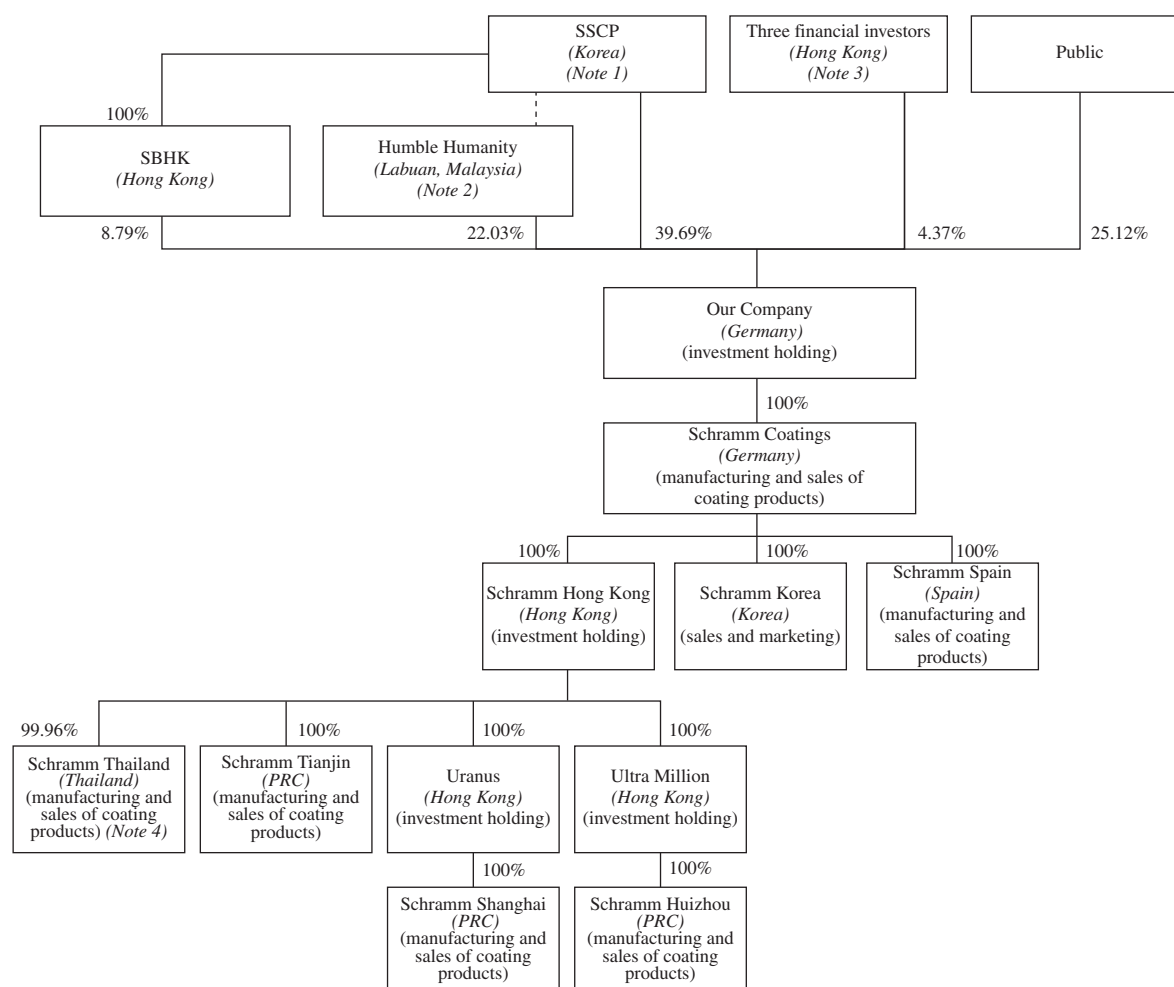 SSCP
(Korea)
(Note 1)
Three financial investors
(Hong Kong)
(Note 3)
Public
100%
SBHK
(Hong Kong)
Humble Humanity
(Labuan, Malaysia)
(Note 2)
8.79%
22.03%
39.69%
4.37%
25.12%
Our Company
(Germany)
(investment holding)
100%
Schramm Coatings
(Germany)
(manufacturing and sales of
coating products)
100%
100%
100%
Schramm Hong Kong
(Hong Kong)
(investment holding)
Schramm Korea
(Korea)
(sales and marketing)
Schramm Spain
(Spain)
(manufacturing and
sales of coating
products)
99.96%
100%
100%
100%
Schramm Thailand
(Thailand)
(manufacturing and
sales of coating
products) (Note 4)
Schramm Tianjin
(PRC)
(manufacturing and
sales of coating
products)
Uranus
(Hong Kong)
(investment holding)
Ultra Million
(Hong Kong)
(investment holding)
100%
100%
Schramm Shanghai
(PRC)
(manufacturing and
sales of coating
products)
Schramm Huizhou
(PRC)
(manufacturing and
sales of coating
products)